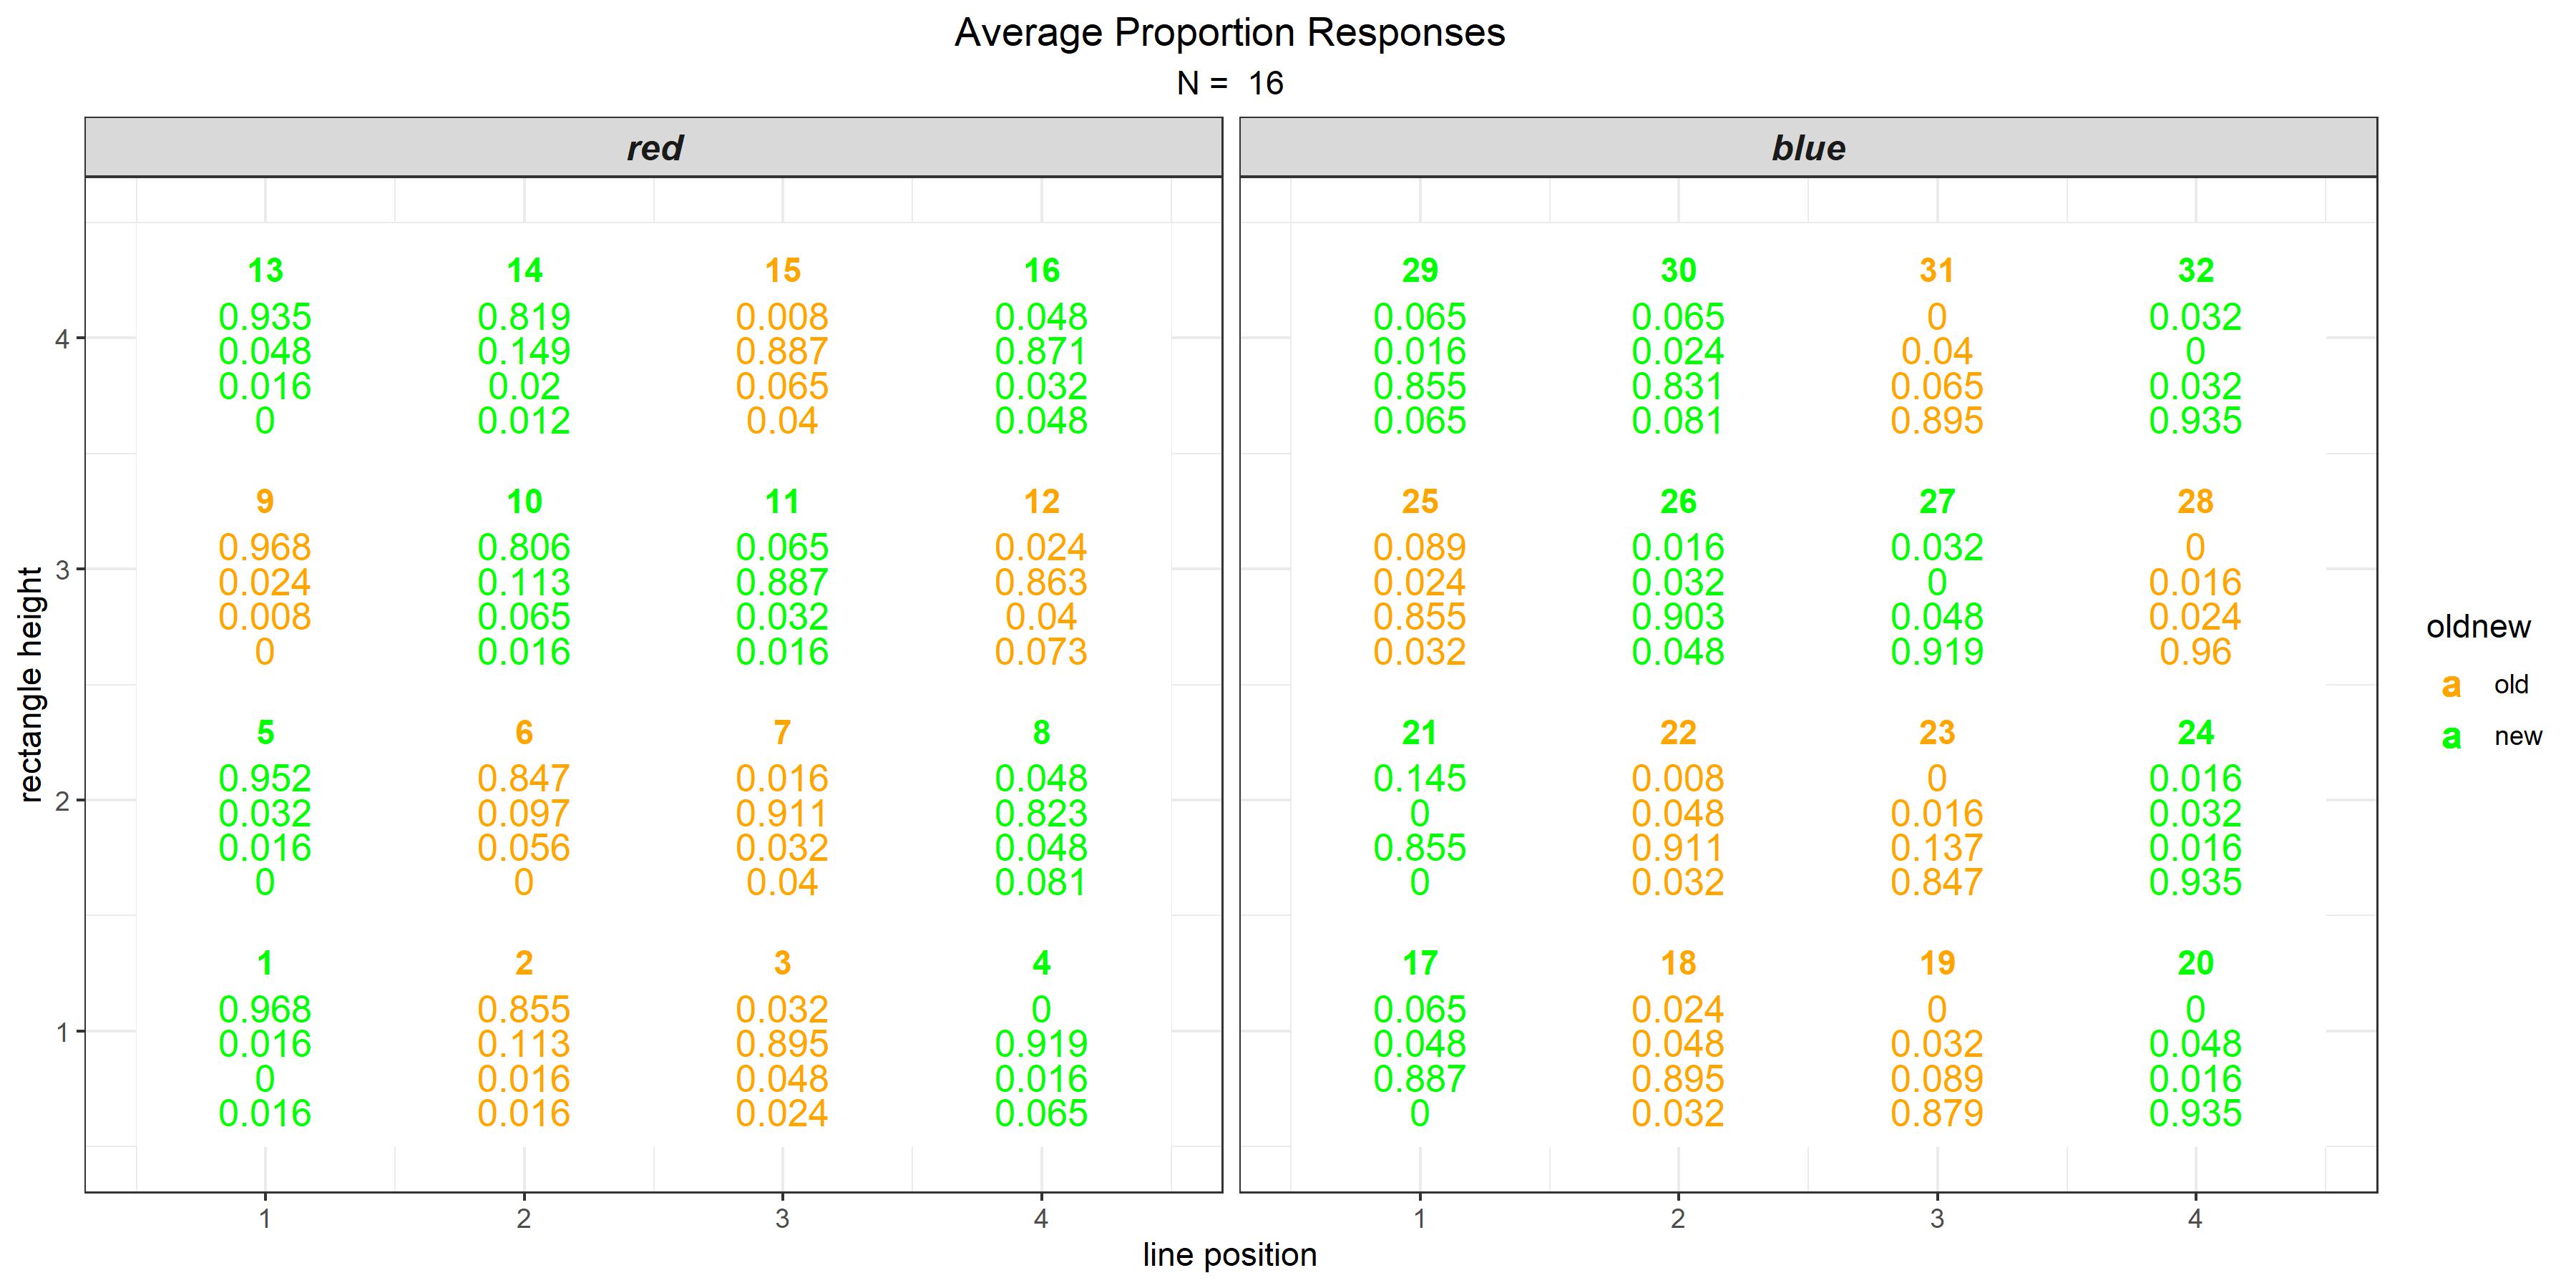 Average Proportion Responses
N =  16
red
blue
13 14 15 16 29 30 31 32
0.935 0.819 0.008 0.048 0.065 0.065 0 0.032
4 0.048 0.149 0.887 0.871 0.016 0.024 0.04 0
0.016 0.02 0.065 0.032 0.855 0.831 0.065 0.032
0 0.012 0.04 0.048 0.065 0.081 0.895 0.935
9 10 11 12 25 26 27 28
0.968 0.806 0.065 0.024 0.089 0.016 0.032 0
3 0.024 0.113 0.887 0.863 0.024 0.032 0 0.016
0.008 0.065 0.032 0.04 0.855 0.903 0.048 0.024
0 0.016 0.016 0.073 0.032 0.048 0.919 0.96
5 6 7 8 21 22 23 24
0.952 0.847 0.016 0.048 0.145 0.008 0 0.016
2 0.032 0.097 0.911 0.823 0 0.048 0.016 0.032
0.016 0.056 0.032 0.048 0.855 0.911 0.137 0.016
0 0 0.04 0.081 0 0.032 0.847 0.935
1 2 3 4 17 18 19 20
0.968 0.855 0.032 0 0.065 0.024 0 0
1 0.016 0.113 0.895 0.919 0.048 0.048 0.032 0.048
0 0.016 0.048 0.016 0.887 0.895 0.089 0.016
0.016 0.016 0.024 0.065 0 0.032 0.879 0.935
1 2 3 4 1 2 3 4
line position
rectangle height
oldnew
a old
a new